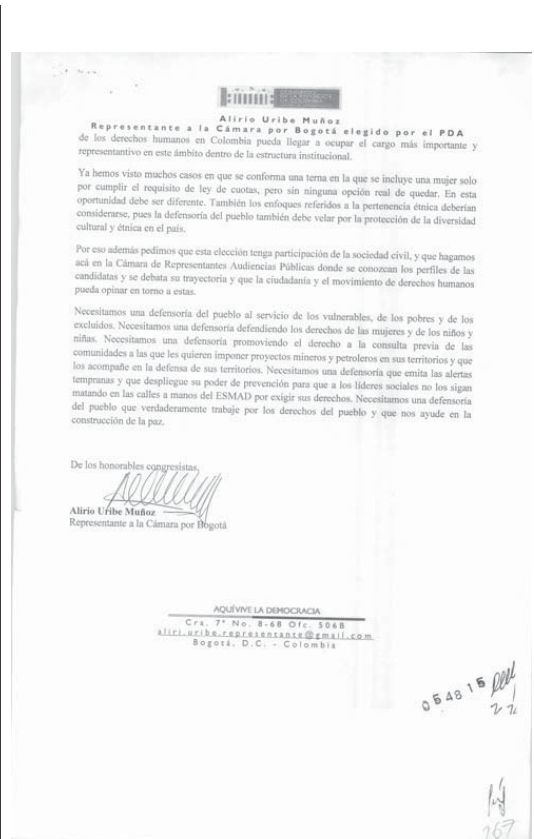 Alirio Uribe Muñoz
Representante a la Cámara por Bogotá elegido por el PDA
de los derechos humanos en Colombia pueda llegar a ocupar el cargo más importante y
representantivo en este ámbito dentro de la estructura institucional.
Ya hemos visto muchos casos en que se conforma una terna en la que se incluye una mujer solo
por cumplir el requisito de ley de cuotas, pero sin ninguna opción real de quedar. En esta
oportunidad debe ser diferente. También los enfoques referidos a la pertenencia étnica deberían
considerarse, pues la defensoría del pueblo también debe velar por la protección de la diversidad
cultural y étnica en el país.
Por eso además pedimos que esta elección tenga participación de la sociedad civil, y que hagamos
acá en la Cámara de Representantes Audiencias Públicas donde se conozcan los perfiles de las
candidatas y se debata su trayectoria y que la ciudadanía y el movimiento de derechos humanos
pueda opinar en torno a estas.
Necesitamos una defensoría del pueblo al servicio de los vulnerables, de los pobres y de los
excluidos. Necesitamos una defensoría defendiendo los derechos de las mujeres y de los niños y
niñas. Necesitamos una defensoría promoviendo el derecho a la consulta previa de las
comunidades a las que les quieren imponer proyectos mineros y petroleros en sus territorios y que
los acompañe en la defensa de sus territorios. Necesitamos una defensoría que emita las alertas
tempranas y que despliegue su poder de prevención para que a los líderes sociales no los sigan
matando en las calles a manos del ESMAD por exigir sus derechos. Necesitamos una defensoría
del pueblo que verdaderamente trabaje por los derechos del pueblo y que nos ayude en la
construcción de la paz.
De los honorables congresistas,
Alirio Uribe Muñoz
Representante a la Cámara por Bogotá
AQUÍVIVE LA DEMOCRACIA
Cra. 7ª No. 8-68 Ofc. 506B
aliri.uribe.representante@gmail.com
Bogotá, D.C. - Colombia
054815
267